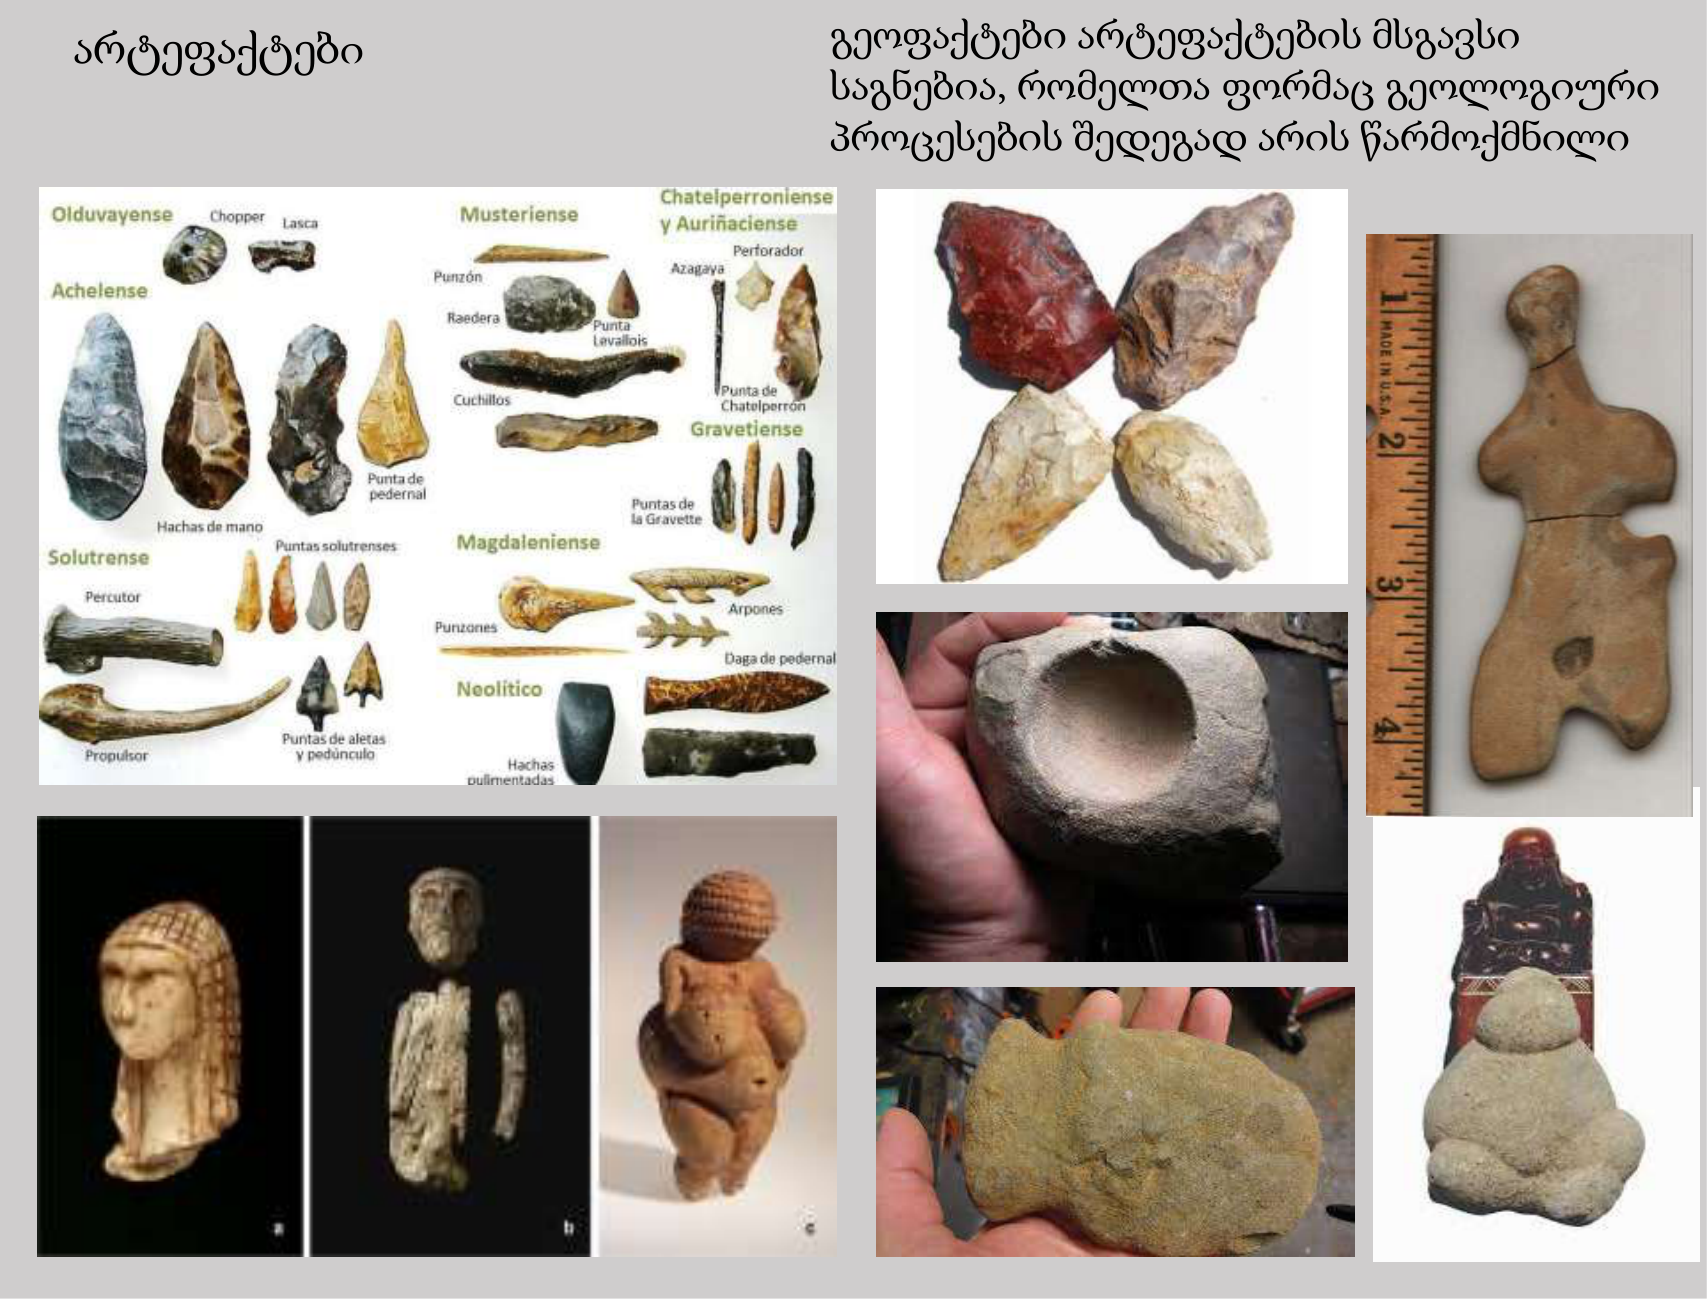 არტეფაქტები
გეოფაქტები არტეფაქტების მსგავსი
საგნებია, რომელთა ფორმაც გეოლოგიური
პროცესების შედეგად არის წარმოქმნილი
Olduvayense
Chopper
Lasca
Achelense
Hachas de mano
Punta de
pedernal
Solutrense
Puntas solutrenses
Percutor
Propulsor
Puntas de aletas
y pedúnculo
Musteriense
Punzón
Raedera
Punta
Levallois
Cuchillos
Chatelperroniense
y Auriñaciense
Perforador
Azagaya
Punta de
Chatelperrón
Gravetiense
Puntas de
la Gravette
Magdaleniense
Punzones
Arpones
Daga de pedernal
Neolítico
Hachas
pulimentadas
1
MADE IN U.S.A.
2
3
4
a
b
c